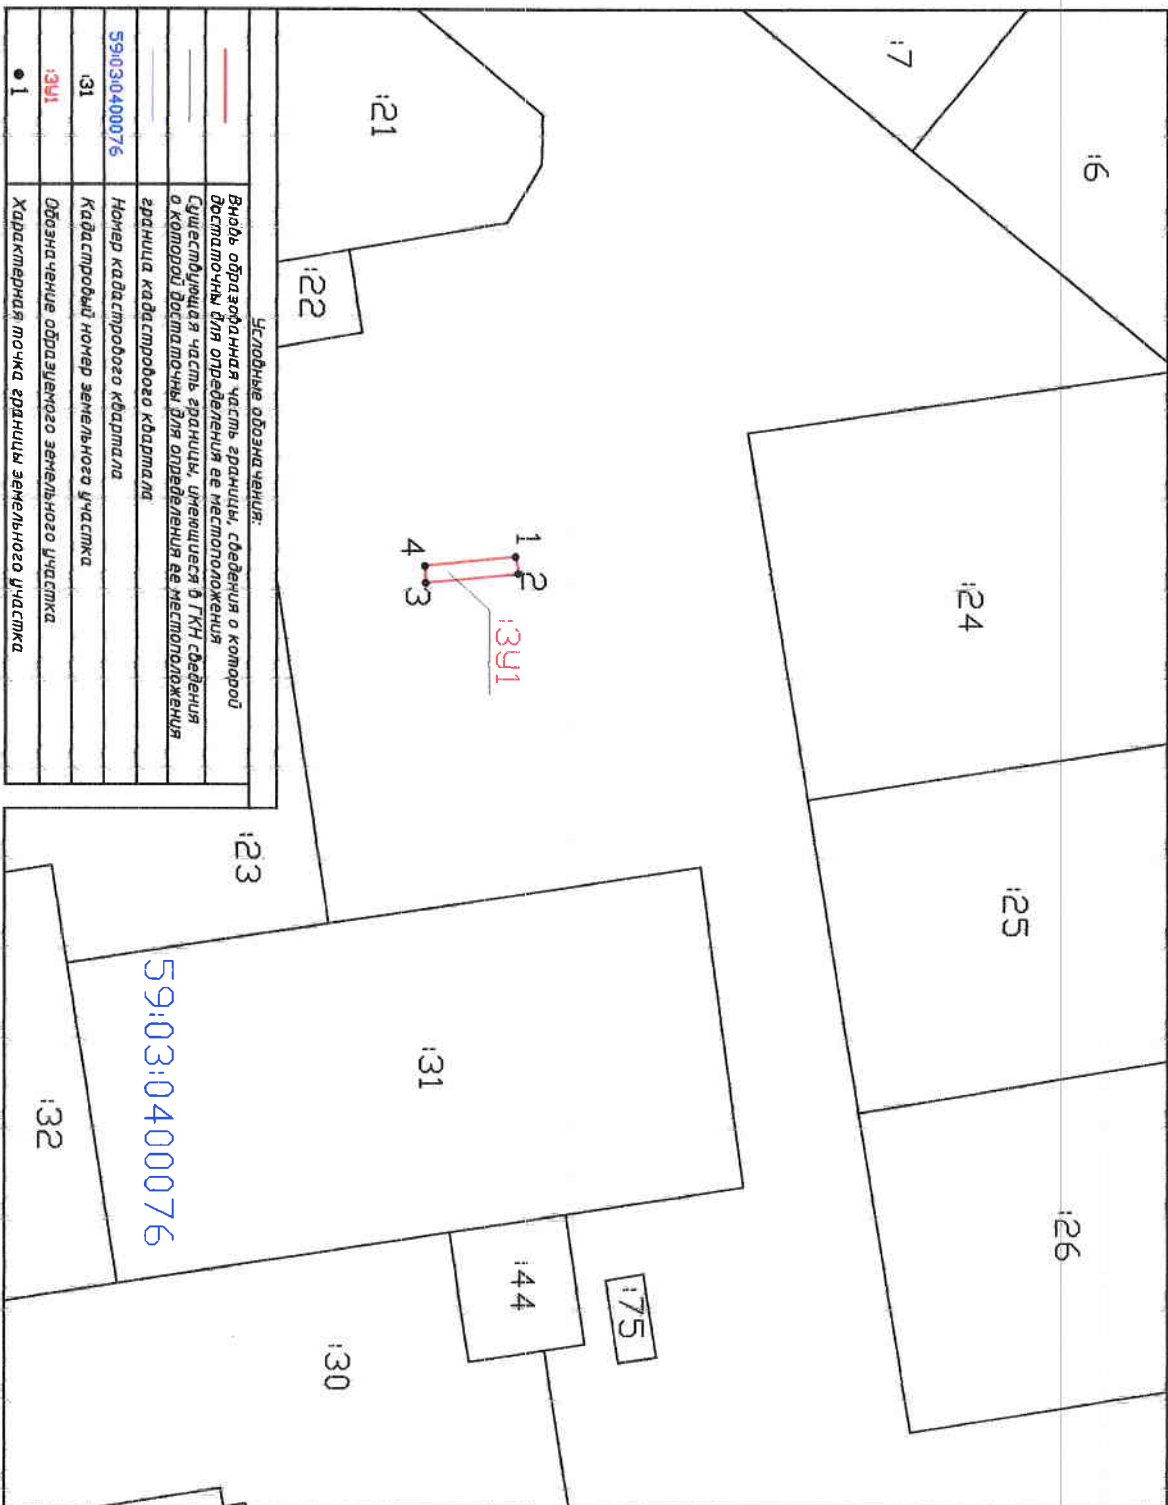 :6
:7
:24
:25
:26
:21
:22
1
2
4
3
:ЗУ1
:75
:44
:31
:30
:23
59:03:0400076
:32
Условные обозначения:
Вновь образованная часть границы, сведения о которой
достаточны для определения ее местоположения
Существующая часть границы, имеющиеся в ГКН сведения
о которой достаточны для определения ее местоположения
граница кадастрового квартала
59:03:0400076 Номер кадастрового квартала
:31 Кадастровый номер земельного участка
:ЗУ1 Обозначение образуемого земельного участка
1 Характерная точка границы земельного участка